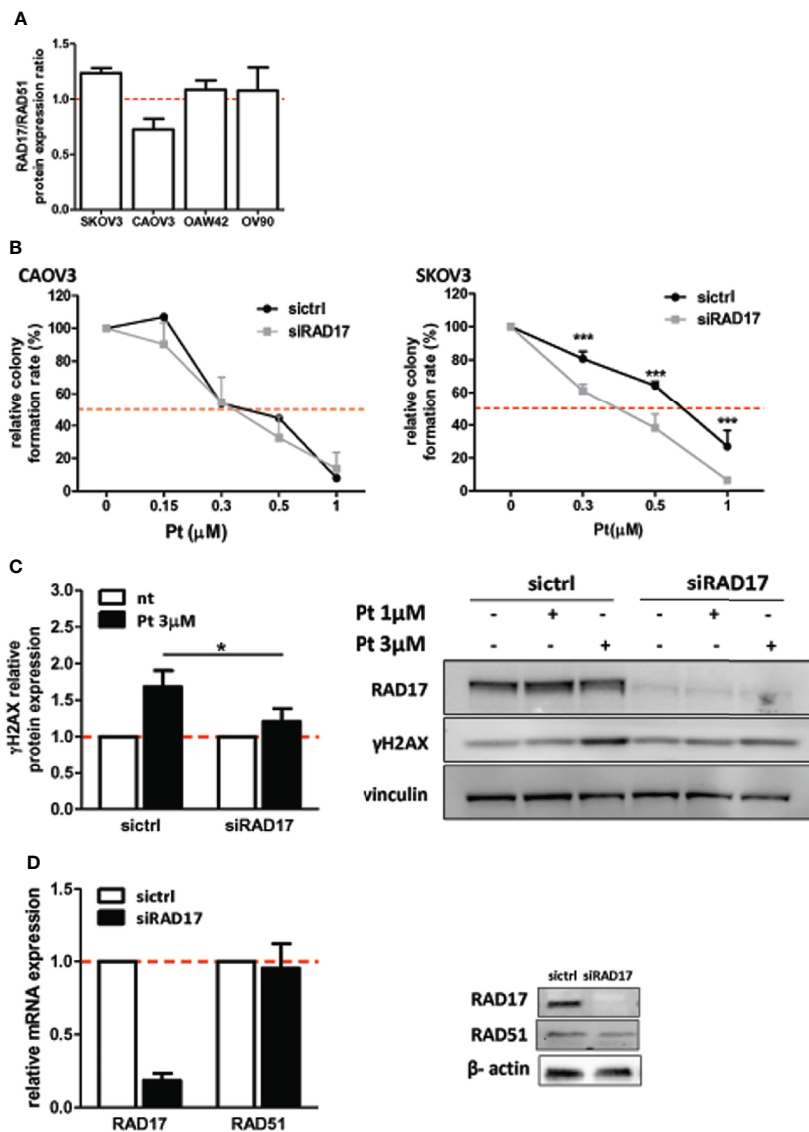 A
RAD17/RAD51
protein expression ratio
1.5
1.0
0.5
0.0
SKOV3 CAOV3 OAW42 OV90
B
CAOV3
relative colony
formation rate (%)
120
100
80
60
40
20
0
sictrl
siRAD17
0 0.15 0.3 0.5 1
Pt (μM)
SKOV3
relative colony
formation rate (%)
120
100
80
60
40
20
0
sictrl
siRAD17
***
***
***
0 0.3 0.5 1
Pt(μM)
C
γH2AX relative
protein expression
3.0
2.5
2.0
1.5
1.0
0.5
0.0
nt
Pt 3μM
*
sictrl siRAD17
sictrl siRAD17
Pt 1μM - + - - + -
Pt 3μM - - + - - +
RAD17
γH2AX
vinculin
D
relative mRNA expression
1.5
1.0
0.5
0.0
sictrl
siRAD17
RAD17 RAD51
sictrl siRAD17
RAD17
RAD51
β- actin